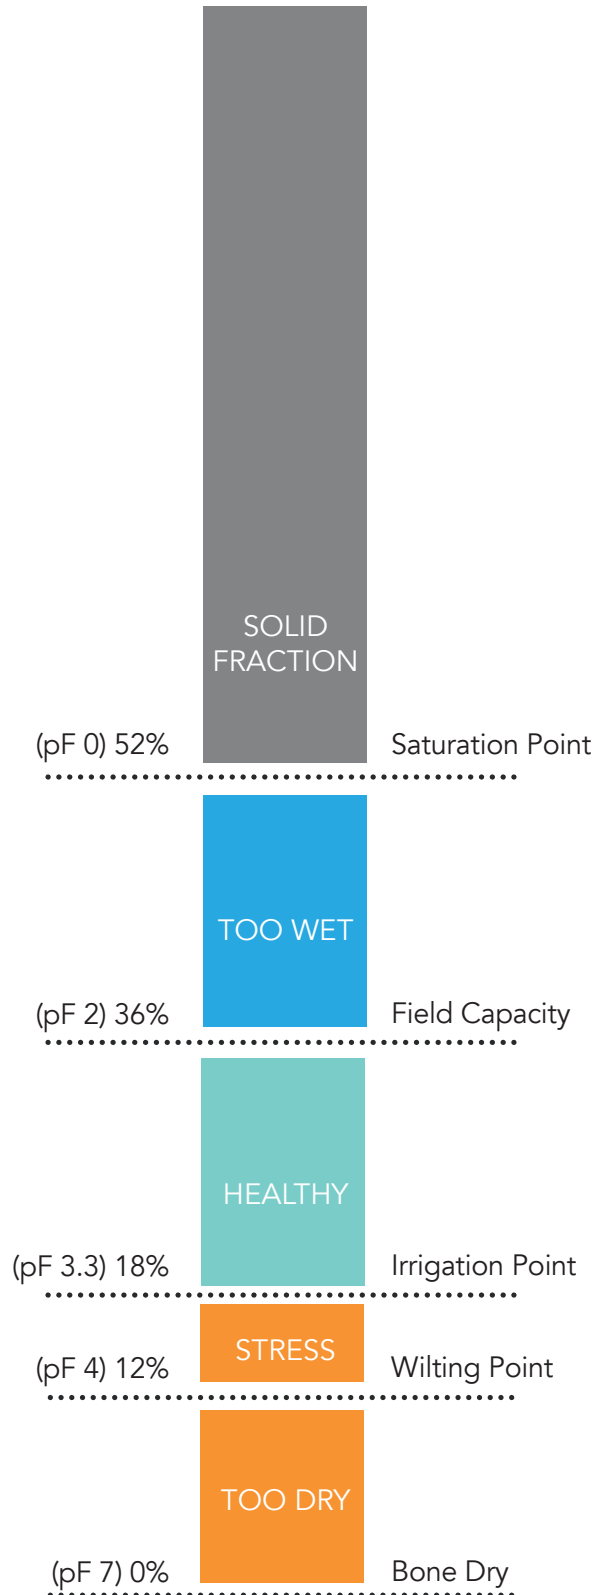 SOLID
FRACTION
(pF 0) 52% Saturation Point
TOO WET
(pF 2) 36% Field Capacity
HEALTHY
(pF 3.3) 18% Irrigation Point
STRESS
(pF 4) 12% Wilting Point
TOO DRY
(pF 7) 0% Bone Dry